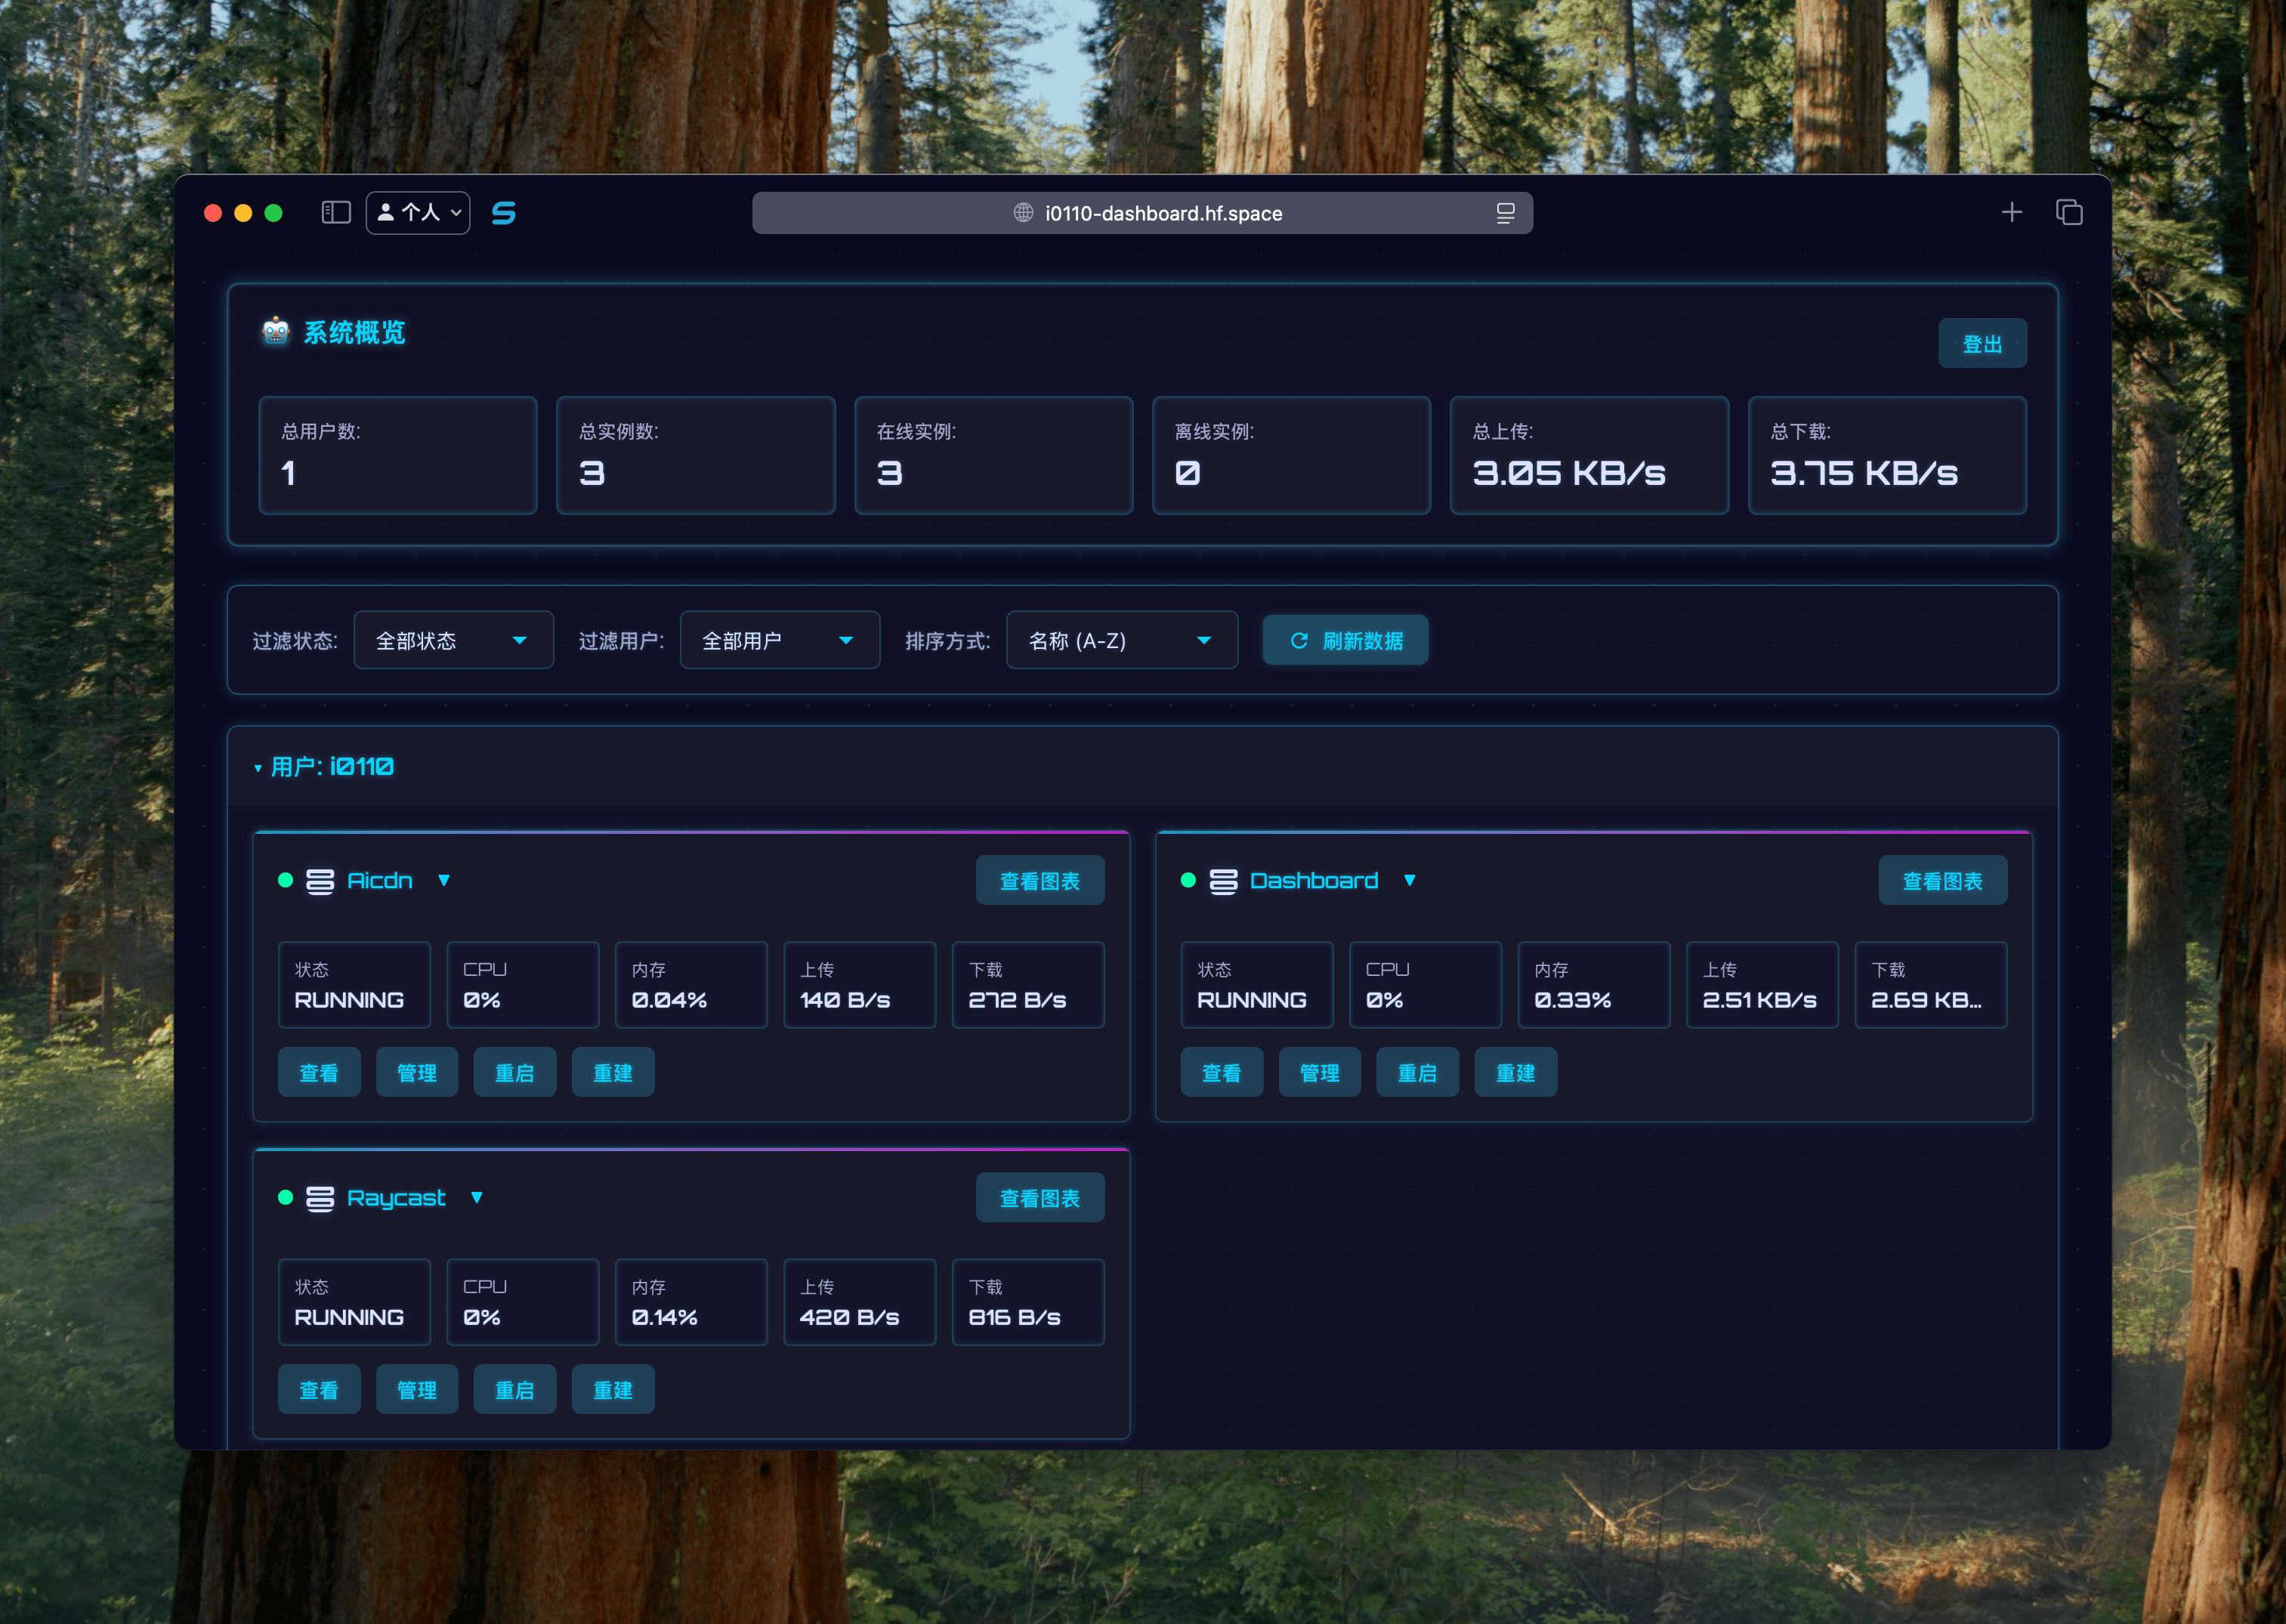 个人
i0110-dashboard.hf.space
系统概览
登出
总用户数:
1
总实例数:
3
在线实例:
3
离线实例:
0
总上传:
3.05 KB/s
总下载:
3.75 KB/s
过滤状态: 全部状态 过滤用户: 全部用户 排序方式: 名称 (A-Z) 刷新数据
用户: i0110
Aicdn
查看图表
状态
RUNNING
CPU
0%
内存
0.04%
上传
140 B/s
下载
272 B/s
查看 管理 重启 重建
Dashboard
查看图表
状态
RUNNING
CPU
0%
内存
0.33%
上传
2.51 KB/s
下载
2.69 KB...
查看 管理 重启 重建
Raycast
查看图表
状态
RUNNING
CPU
0%
内存
0.14%
上传
420 B/s
下载
816 B/s
查看 管理 重启 重建